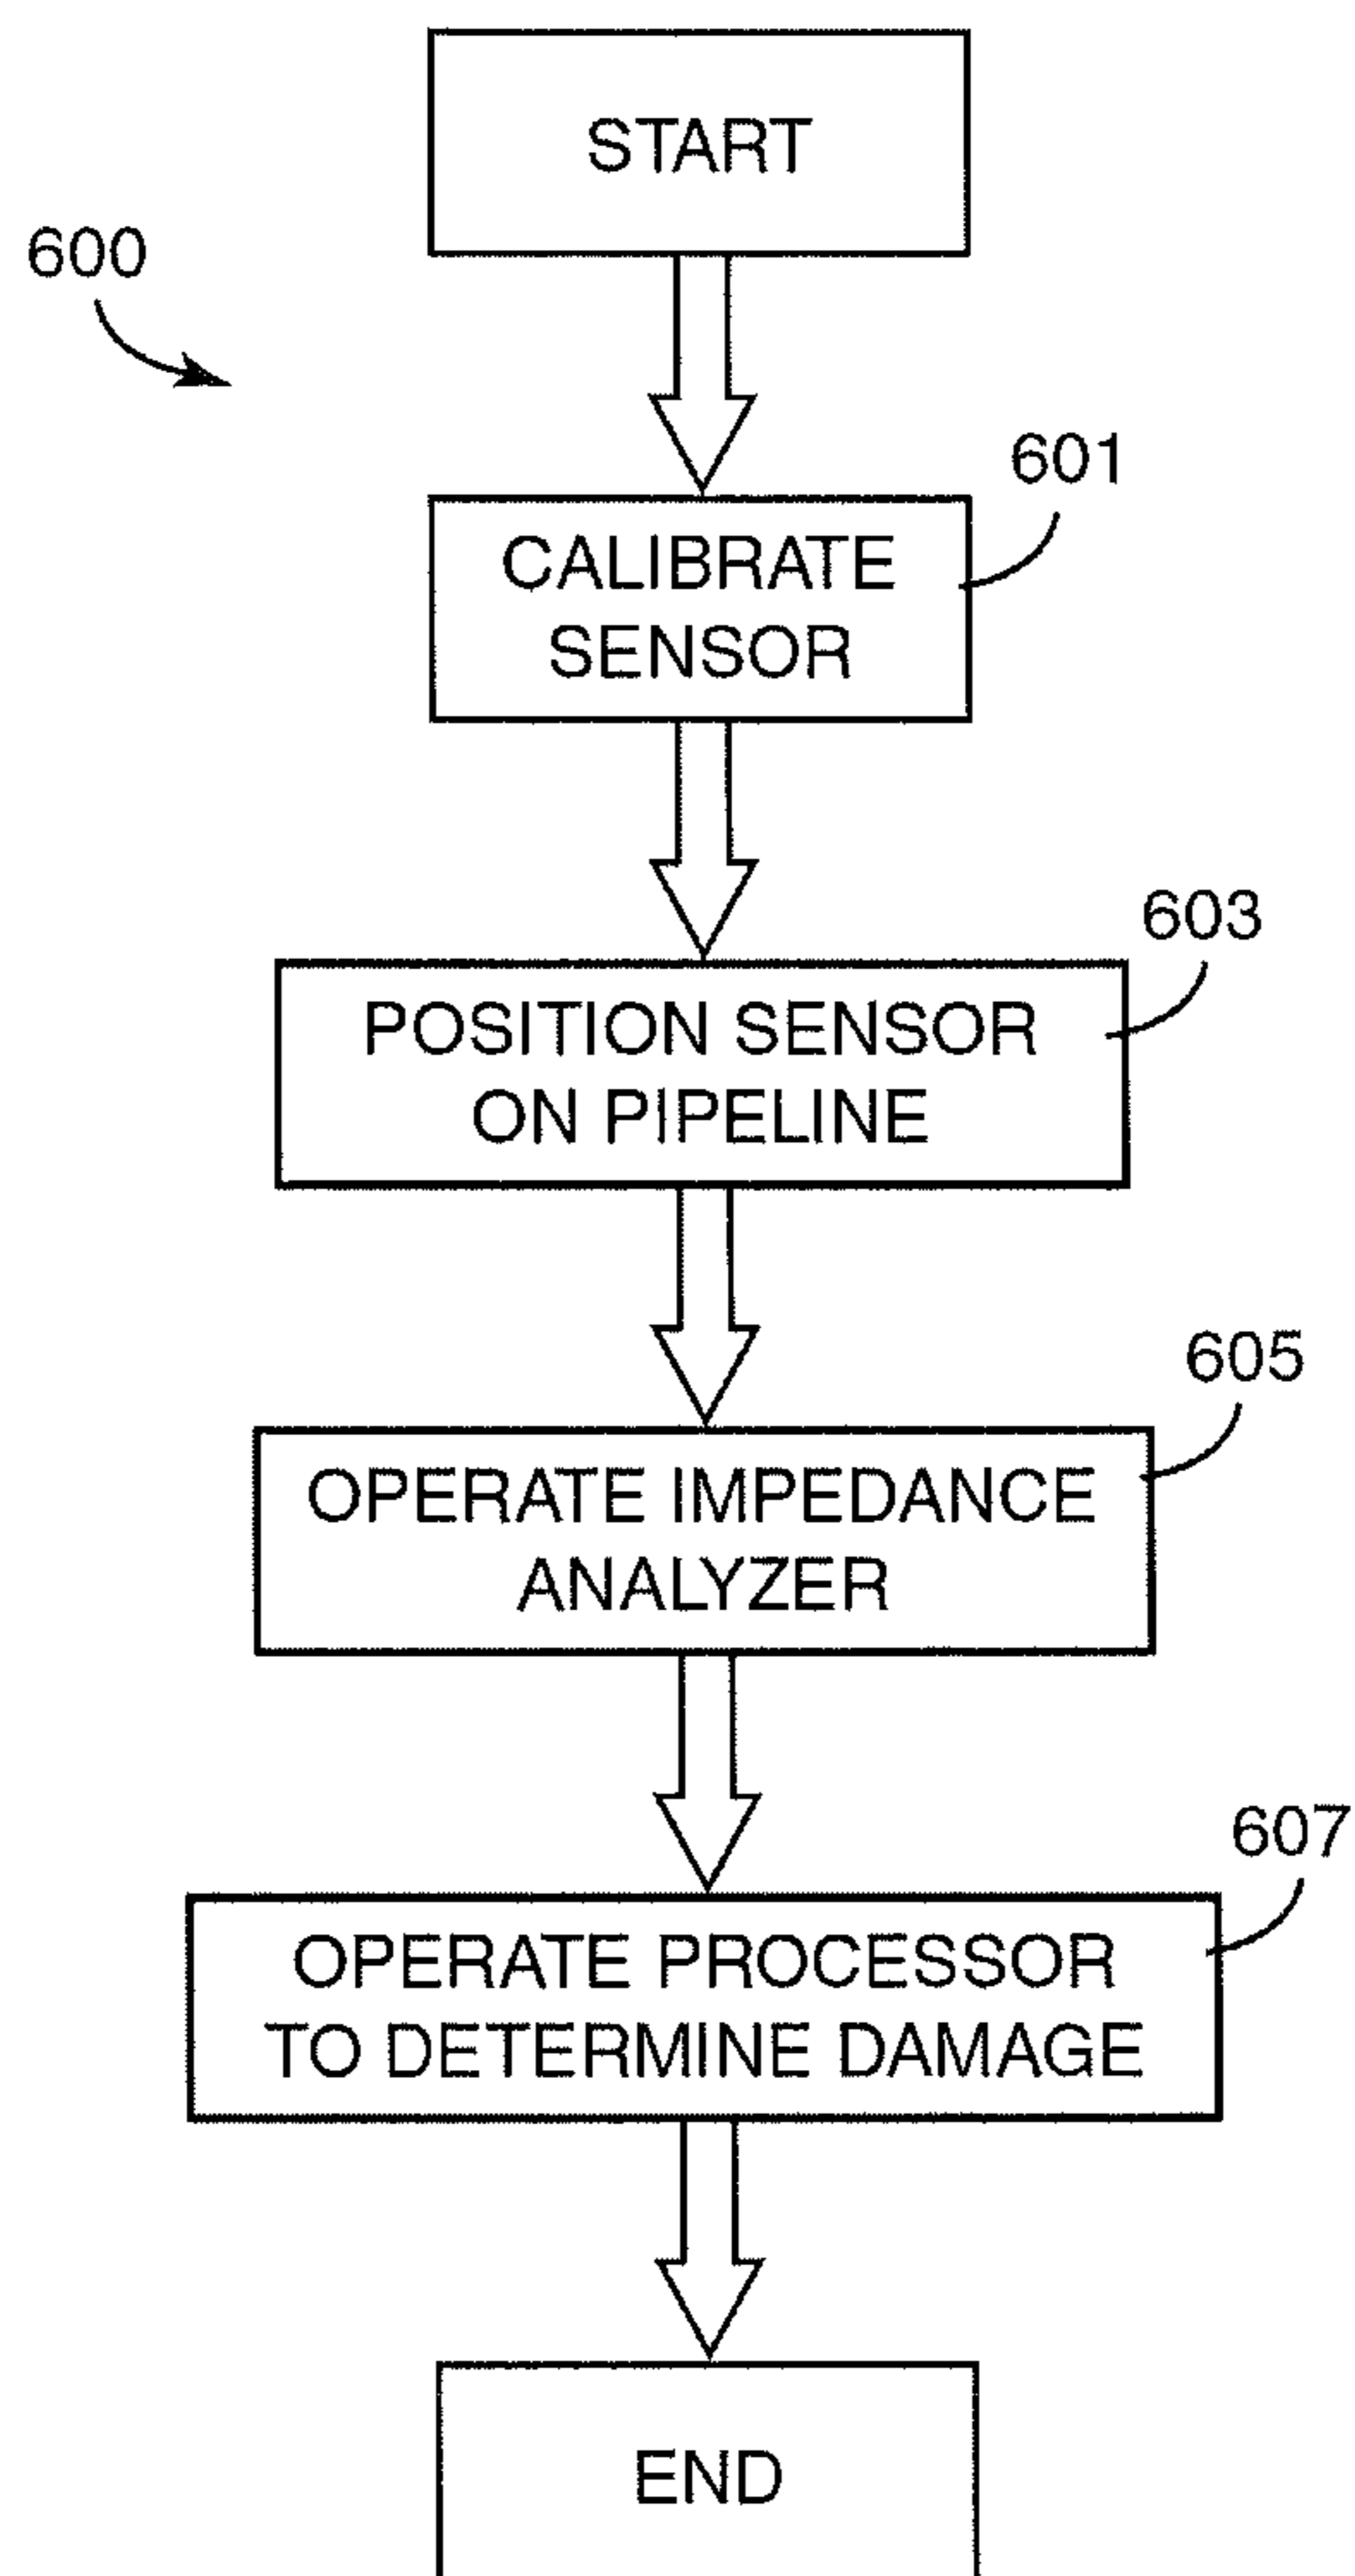 START
600
601
CALIBRATE
SENSOR
603
POSITION SENSOR
ON PIPELINE
605
OPERATE IMPEDANCE
ANALYZER
607
OPERATE PROCESSOR
TO DETERMINE DAMAGE
END